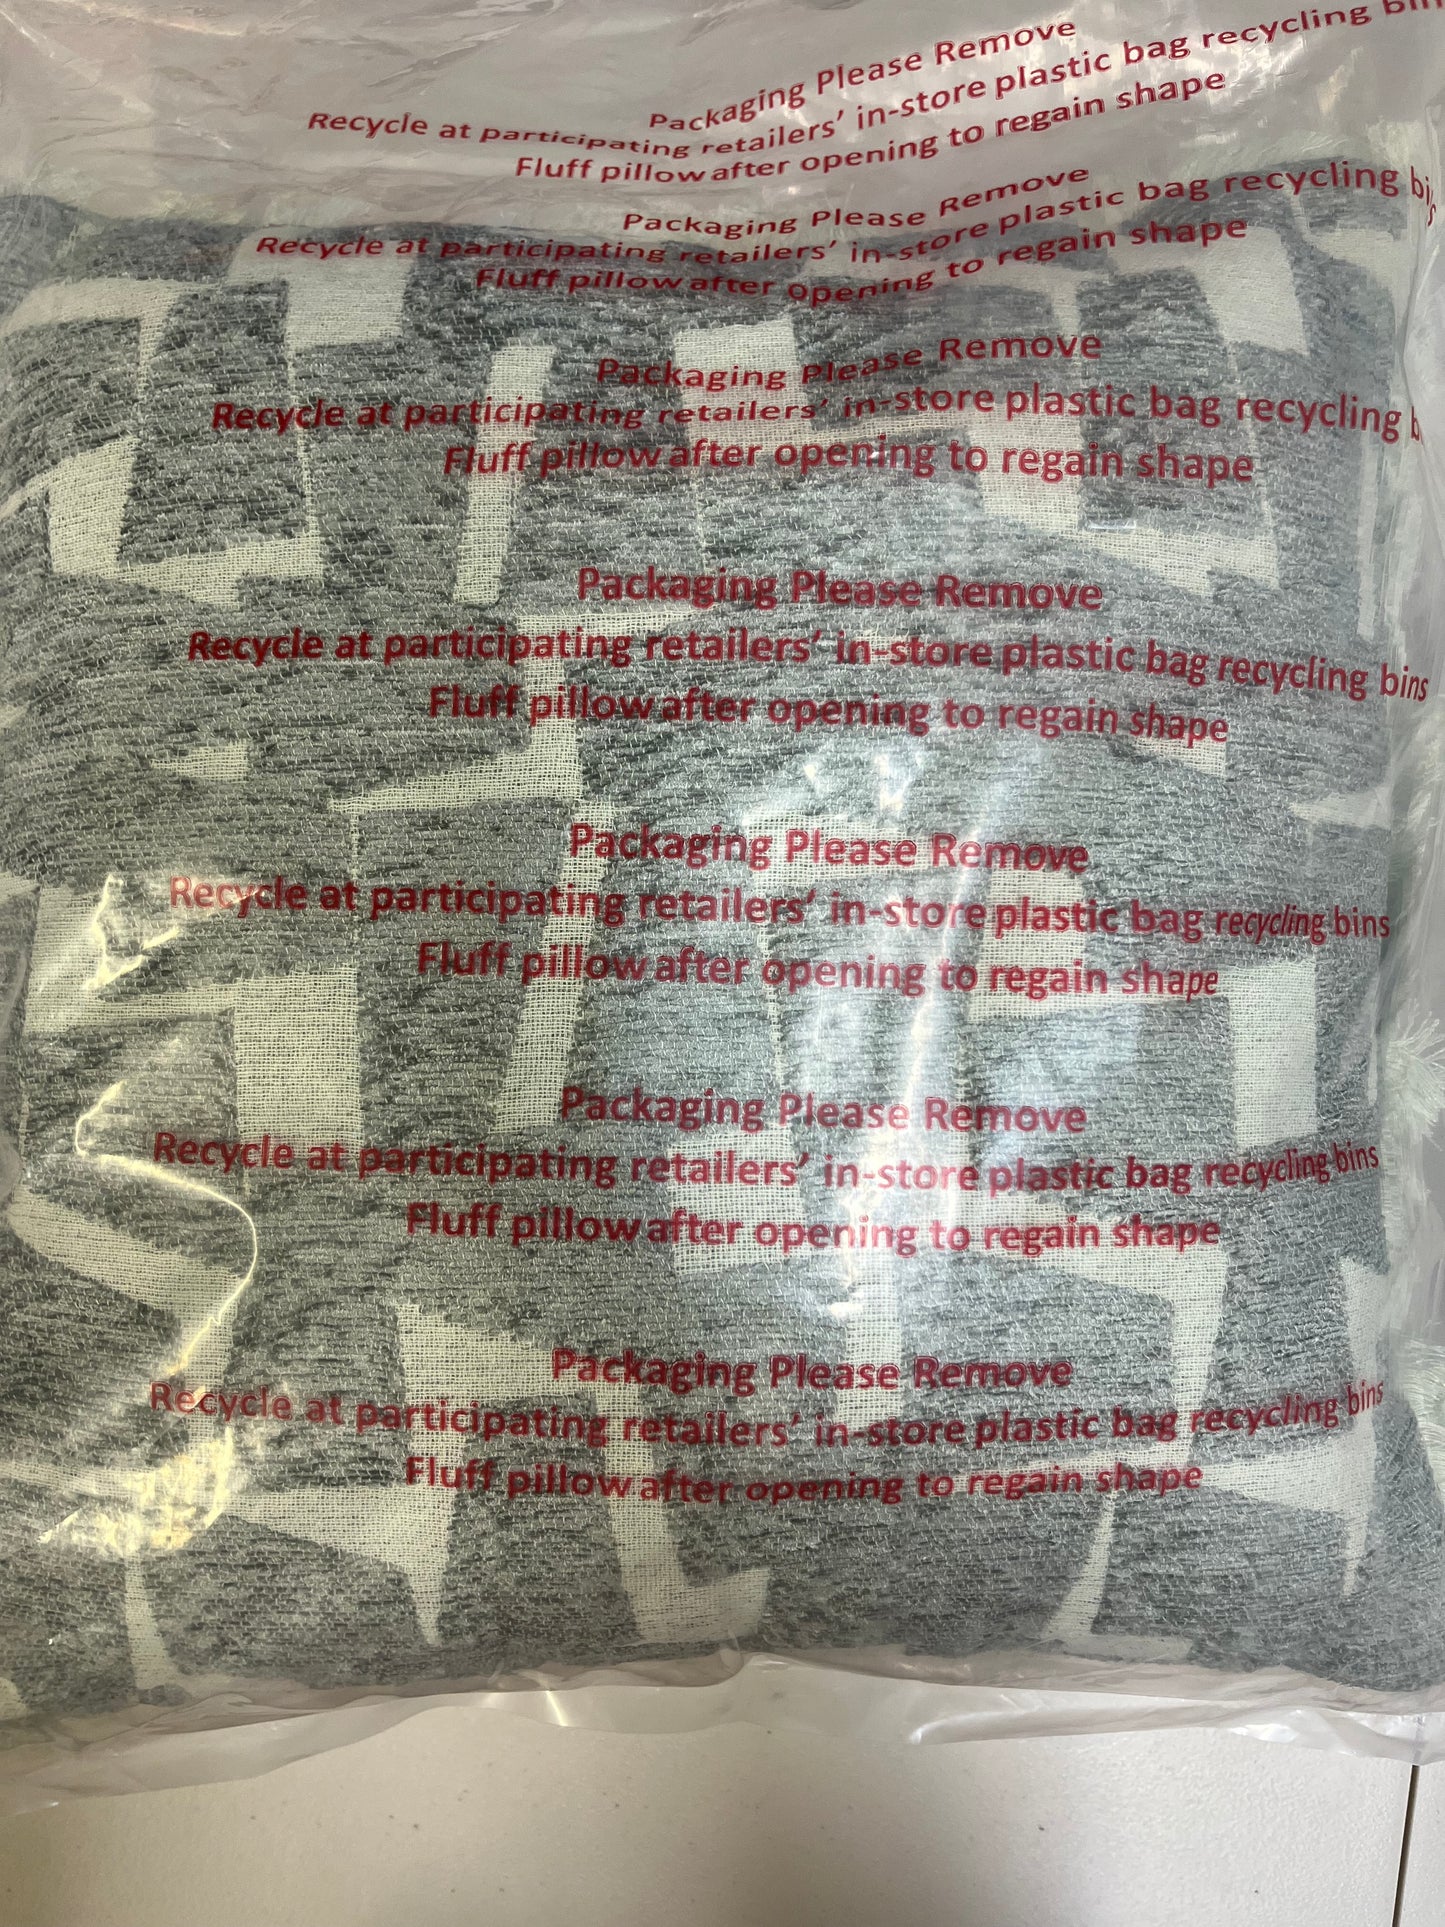 Packaging Please Remove
Recycle at participating retailers' in-store plastic bag recycling
Fluff pillow after opening to regain shape
Packaging Please Remove
Recycle at participating retailers' in-store plastic bag recycling
Fluff pillow after opening to regain shape
Packaging Please Remove
Recycle at participating retailers' in-store plastic bag recycling
Fluff pillow after opening to regain shape
Packaging Please Remove
Recycle at participating retailers' in-store plastic bag recycling bins
Fluff pillow after opening to regain shape
Packaging Please Remove
Recycle at participating retailers' in-store plastic bag recycling bins
Fluff pillow after opening to regain shape
Packaging Please Remove
Recycle at participating retailers' in-store plastic bag recycling bins
Fluff pillow after opening to regain shape
Packaging Please Remove
Recycle at participating retailers' in-store plastic bag recycling bins
Fluff pillow after opening to regain shape